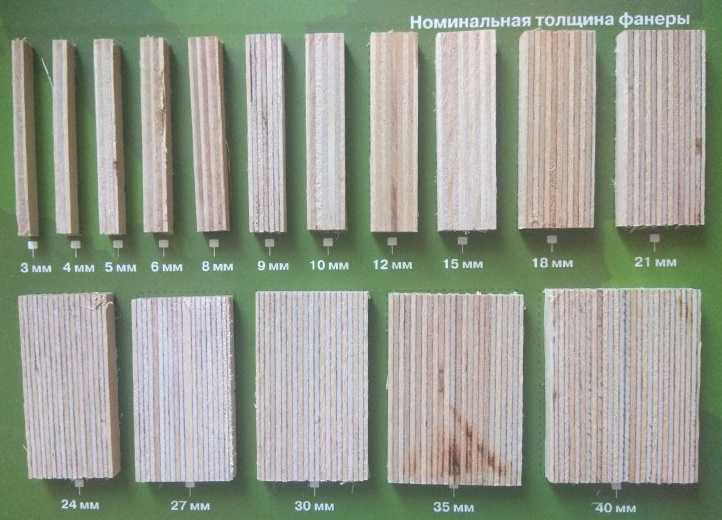 Номинальная толщина фанеры
3 мм 4 мм 5 мм 6 мм 8 мм 9 мм 10 мм 12 мм 15 мм 18 мм 21 мм
24 мм 27 мм 30 мм 35 мм 40 мм